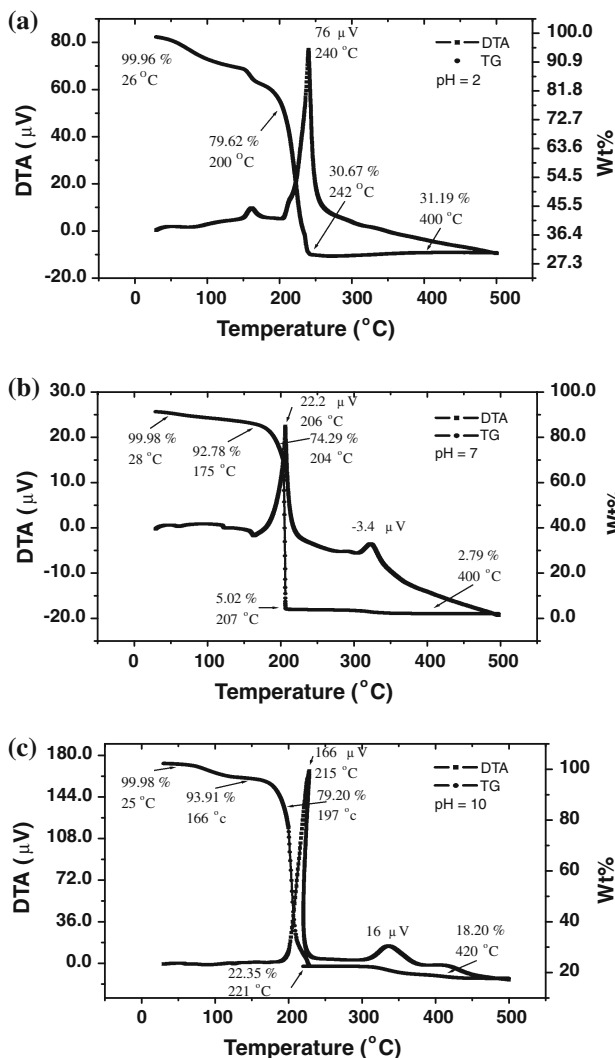 (a)
80.0
60.0
40.0
20.0
0.0
-20.0
DTA ( μV)
99.96 %
26 °C
79.62 %
200 °C
76 μV
240 °C
30.67 %
242 °C
31.19 %
400 °C
DTA
TG
pH = 2
100.0
90.9
81.8
72.7
63.6
54.5
45.5
36.4
27.3
Wt%
0
100
200
300
400
500
Temperature (°C)
(b)
30.0
20.0
10.0
0.0
-10.0
-20.0
DTA ( μV)
99.98 %
28 °C
92.78 %
175 °C
22.2 μV
206 °C
74.29 %
204 °C
-3.4 μV
5.02 %
207 °C
2.79 %
400 °C
DTA
TG
pH = 7
100.0
80.0
60.0
40.0
20.0
0.0
Wt%
0
100
200
300
400
500
Temperature (°C)
(c)
180.0
144.0
108.0
72.0
36.0
0.0
DTA ( μV)
99.98 %
25 °C
93.91 %
166 °c
166 μV
215 °C
79.20 %
197 °c
16 μV
22.35 %
221 °C
18.20 %
420 °C
DTA
TG
pH = 10
100
80
60
40
20
Wt%
0
100
200
300
400
500
Temperature (°C)